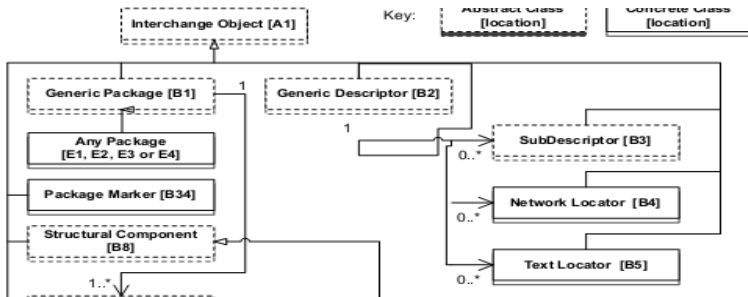 Interchange Object [A1]
Key:
Abstract Class
[location]
Concrete Class
[location]
Generic Package [B1]
1
Generic Descriptor [B2]
1
Any Package
[E1, E2, E3 or E4]
SubDescriptor [B3]
0..*
Package Marker [B34]
Network Locator [B4]
0..*
Structural Component
[B8]
Text Locator [B5]
0..*
1..*